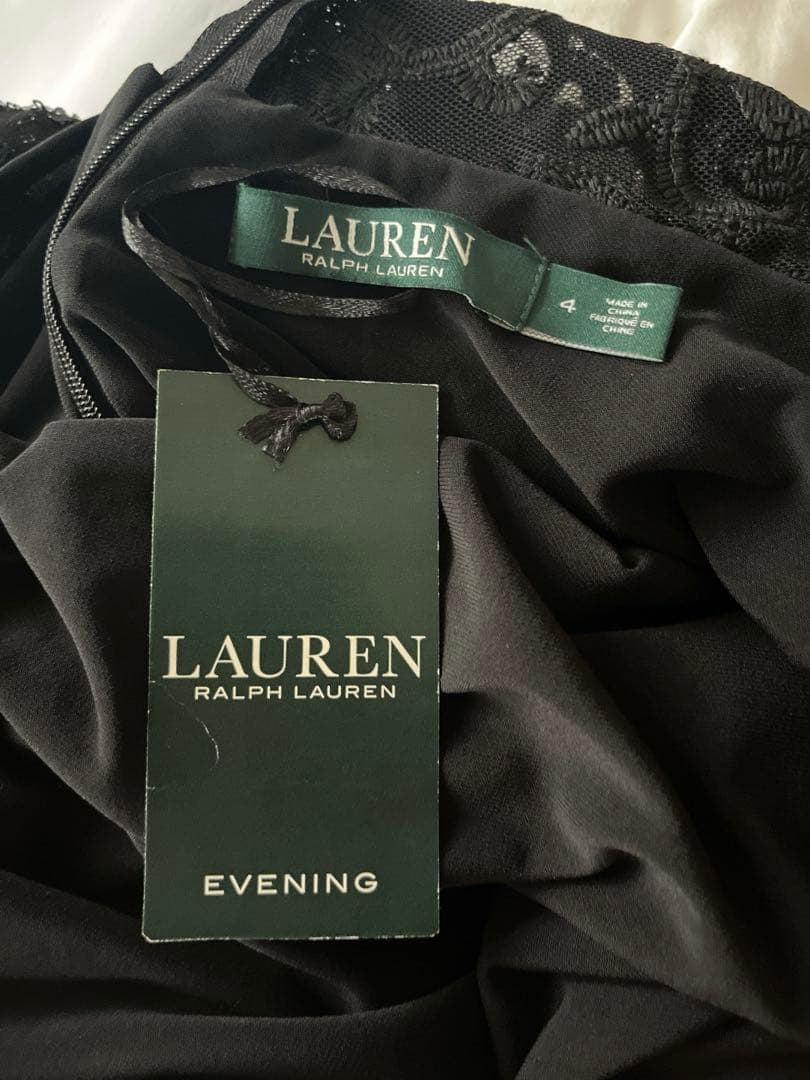 LAUREN
RALPH LAUREN
4
MADE IN
CHINA
FABRIQUÉ EN
CHINE
LAUREN
RALPH LAUREN
EVENING